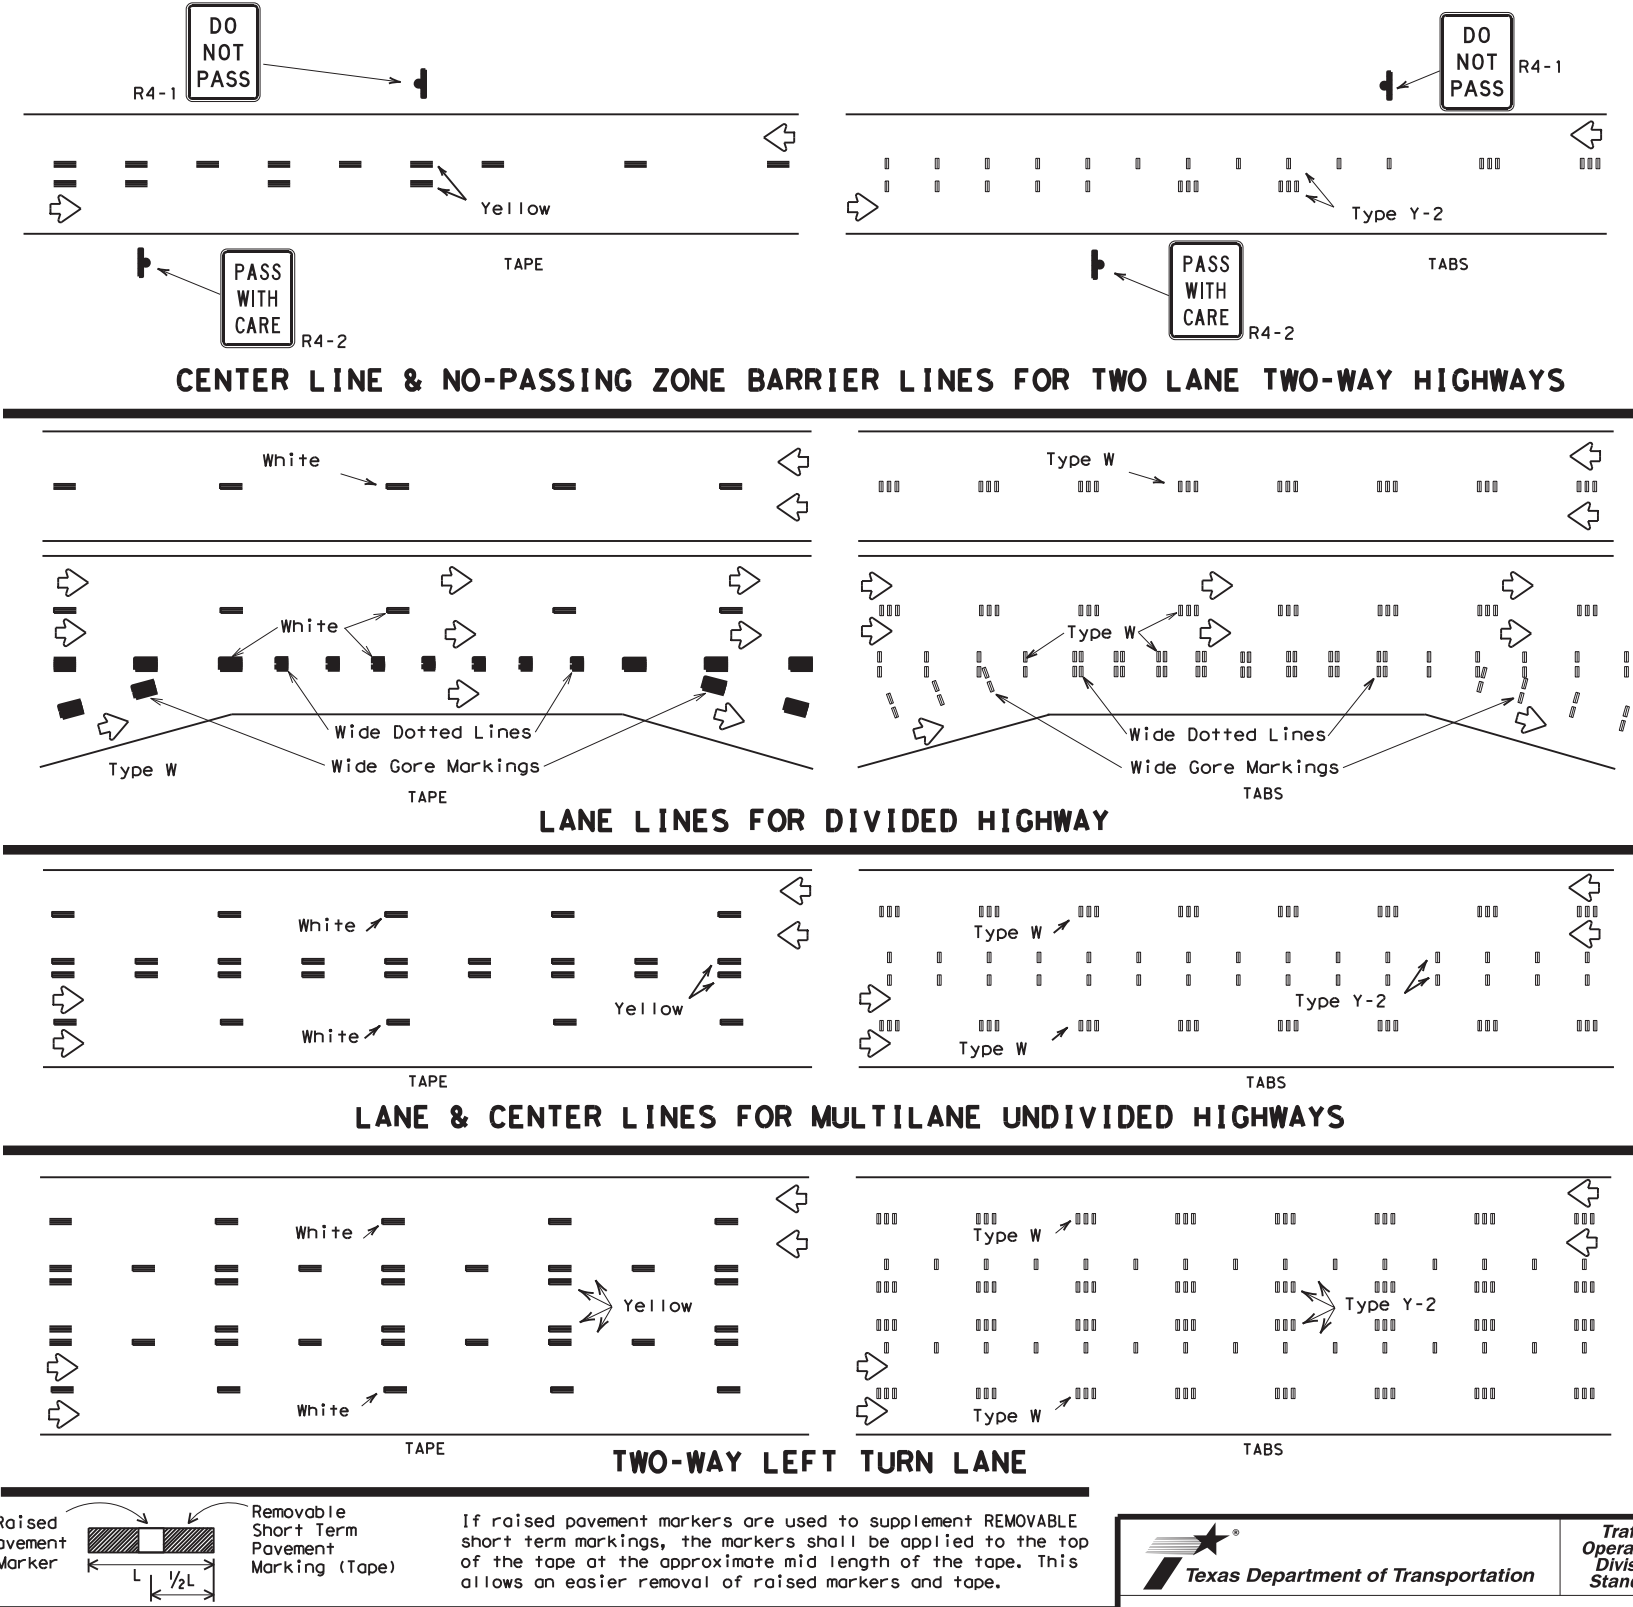 DO
NOT
PASS
R4-1
DO
NOT
PASS
R4-1
Yellow
Type Y-2
TAPE
TABS
PASS
WITH
CARE
R4-2
PASS
WITH
CARE
R4-2
CENTER LINE & NO-PASSING ZONE BARRIER LINES FOR TWO LANE TWO-WAY HIGHWAYS
White
Type W
White
Type W
Wide Dotted Lines
Wide Dotted Lines
Type W
Wide Gore Markings
Wide Gore Markings
TAPE
TABS
LANE LINES FOR DIVIDED HIGHWAY
White
Type W
Yellow
Type Y-2
White
Type W
TAPE
TABS
LANE & CENTER LINES FOR MULTILANE UNDIVIDED HIGHWAYS
White
Type W
Yellow
Type Y-2
White
Type W
TAPE
TABS
TWO-WAY LEFT TURN LANE
Raised
Pavement
Marker
L
½L
Removable
Short Term
Pavement
Marking (Tape)
If raised pavement markers are used to supplement REMOVABLE
short term markings, the markers shall be applied to the top
of the tape at the approximate mid length of the tape. This
allows an easier removal of raised markers and tape.
®
Texas Department of Transportation